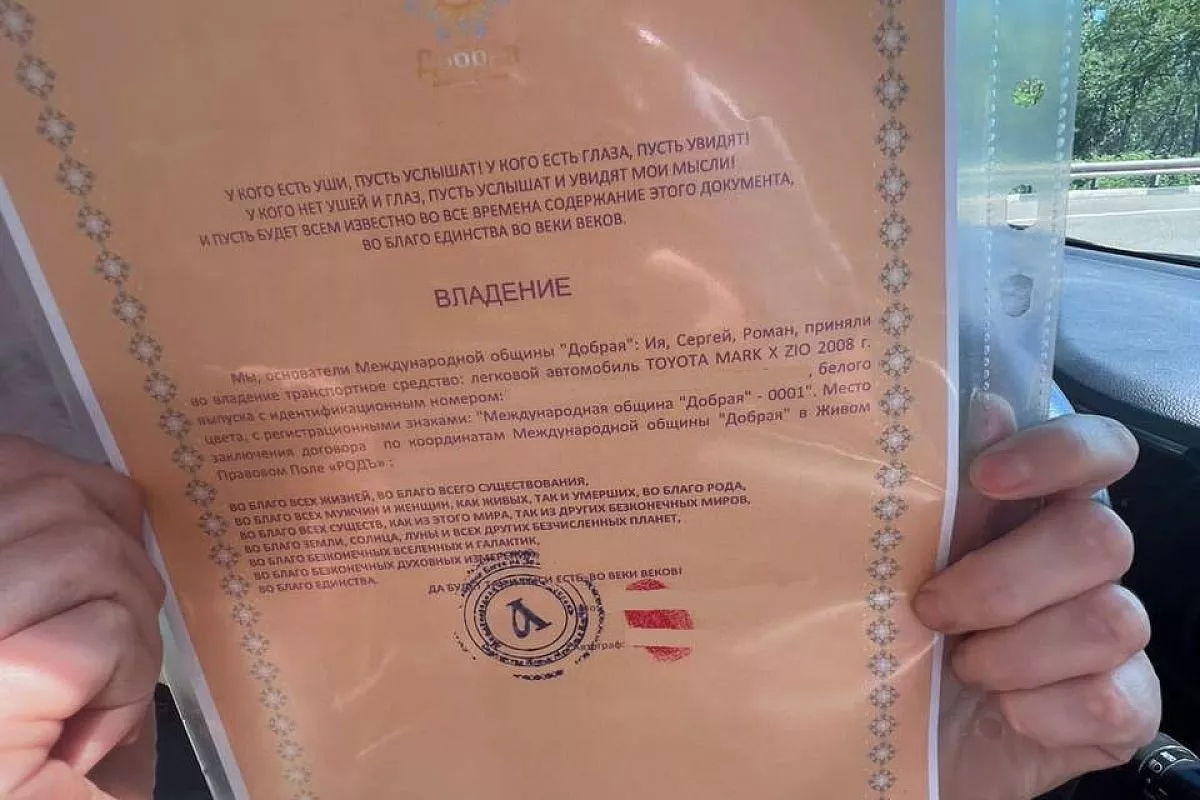 У КОГО ЕСТЬ УШИ, ПУСТЬ УСЛЫШАТ! У КОГО ЕСТЬ ГЛАЗА, ПУСТЬ УВИДЯТ!
У КОГО НЕТ УШЕЙ И ГЛАЗ, ПУСТЬ УСЛЫШАТ И УВИДЯТ МОИ МЫСЛИ!
И ПУСТЬ БУДЕТ ВСЕМ ИЗВЕСТНО ВО ВСЕ ВРЕМЕНА СОДЕРЖАНИЕ ЭТОГО ДОКУМЕНТА,
ВО БЛАГО ЕДИНСТВА ВО ВЕКИ ВЕКОВ.
ВЛАДЕНИЕ
Мы, основатели Международной общины "Добрая": Ия, Сергей, Роман, приняли
во владение транспортное средство: легковой автомобиль TOYOTA MARK X ZIO 2008 г.
выпуска с идентификационным номером: , белого
цвета, с регистрационными знаками: "Международная община "Добрая" - 0001". Место
заключения договора по координатам Международной общины "Добрая" в Живом
Правовом Поле «РОДЪ» :
ВО БЛАГО ВСЕХ ЖИЗНЕЙ, ВО БЛАГО ВСЕГО СУЩЕСТВОВАНИЯ,
ВО БЛАГО ВСЕХ МУЖЧИН И ЖЕНЩИН, КАК ЖИВЫХ, ТАК И УМЕРШИХ, ВО БЛАГО РОДА,
ВО БЛАГО ВСЕХ СУЩЕСТВ, КАК ИЗ ЭТОГО МИРА, ТАК ИЗ ДРУГИХ БЕЗКОНЕЧНЫХ МИРОВ,
ВО БЛАГО ЗЕМЛИ, СОЛНЦА, ЛУНЫ И ВСЕХ ДРУГИХ БЕЗЧИСЛЕННЫХ ПЛАНЕТ,
ВО БЛАГО БЕЗКОНЕЧНЫХ ВСЕЛЕННЫХ И ГАЛАКТИК,
ВО БЛАГО БЕЗКОНЕЧНЫХ ДУХОВНЫХ ИЗМЕРЕНИЙ,
ВО БЛАГО ЕДИНСТВА.
ДА И ЕСТЬ, ВО ВЕКИ ВЕКОВ!
Автограф: